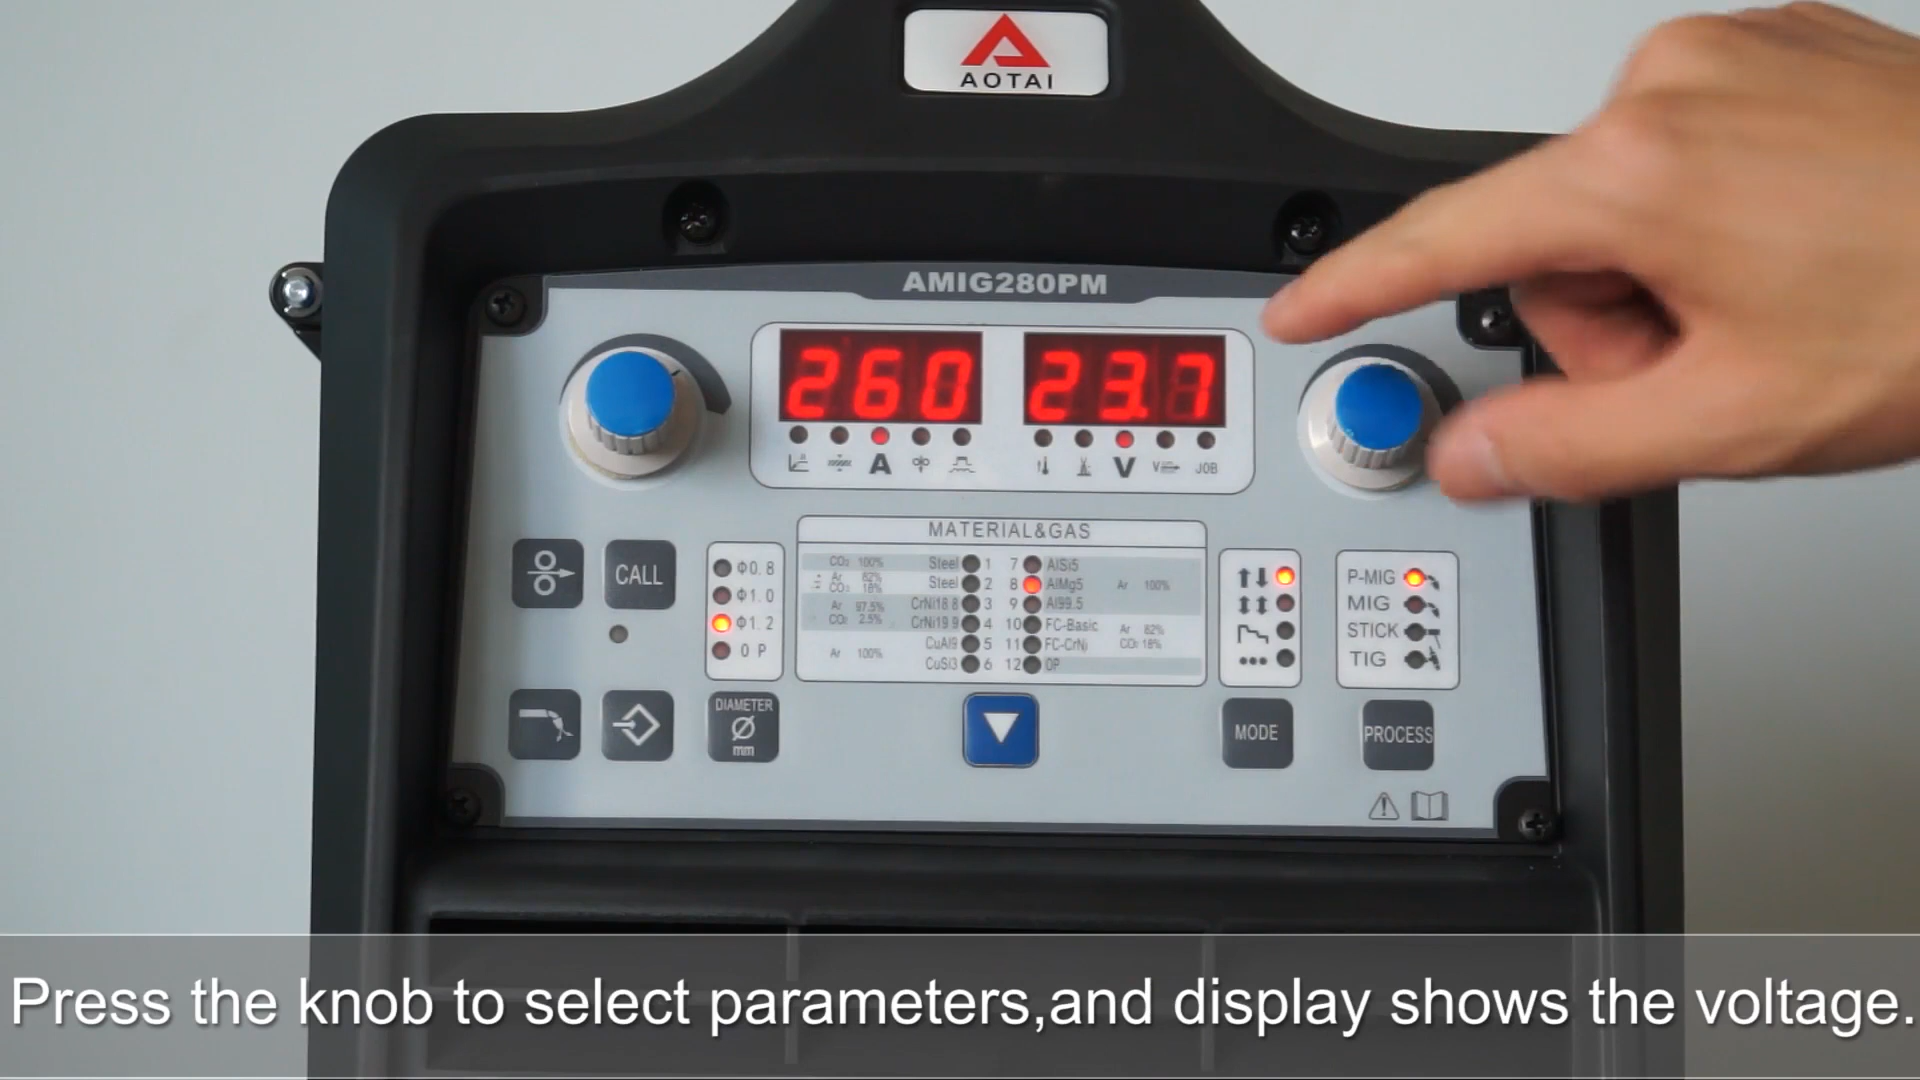 AOTAI
AMIG280PM
260 23.7
A V V JOB
MATERIAL&GAS
CO₂ 100% Steel 1 7 AlSi5
Ar 82% CO₂ 18% Steel 2 8 AlMg5 Ar 100%
Ar 97.5% CrNi18.8 3 9 Al99.5
CO₂ 2.5% CrNi19.9 4 10 FC-Basic Ar 82%
CuAl9 5 11 FC-CrNi CO₂ 18%
Ar 100% CuSi3 6 12 OP
CALL
Φ0.8
Φ1.0
Φ1.2
OP
P-MIG
MIG
STICK
TIG
DIAMETER
Ø
mm
MODE
PROCESS
Press the knob to select parameters,and display shows the voltage.